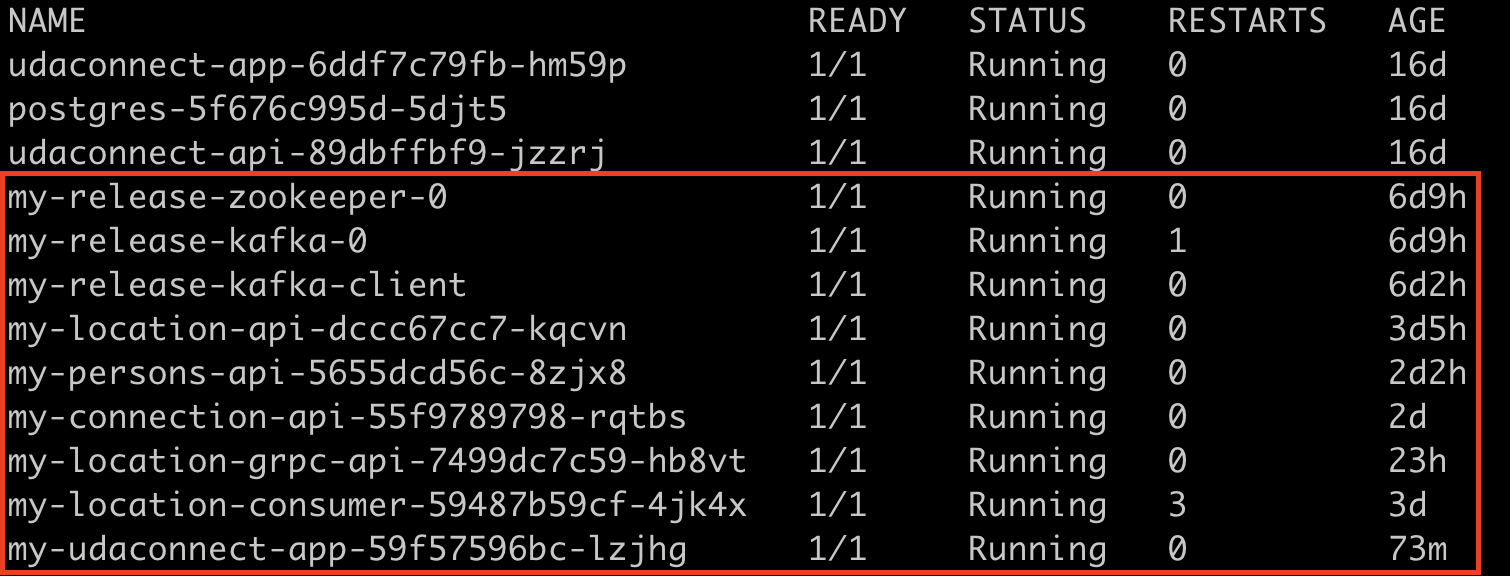 NAME READY STATUS RESTARTS AGE
udaconnect-app-6ddf7c79fb-hm59p 1/1 Running 0 16d
postgres-5f676c995d-5djt5 1/1 Running 0 16d
udaconnect-api-89dbffbf9-jzzrj 1/1 Running 0 16d
my-release-zookeeper-0 1/1 Running 0 6d9h
my-release-kafka-0 1/1 Running 1 6d9h
my-release-kafka-client 1/1 Running 0 6d2h
my-location-api-dccc67cc7-kqcvn 1/1 Running 0 3d5h
my-persons-api-5655dcd56c-8zjx8 1/1 Running 0 2d2h
my-connection-api-55f9789798-rqtbs 1/1 Running 0 2d
my-location-grpc-api-7499dc7c59-hb8vt 1/1 Running 0 23h
my-location-consumer-59487b59cf-4jk4x 1/1 Running 3 3d
my-udaconnect-app-59f57596bc-lzjhg 1/1 Running 0 73m